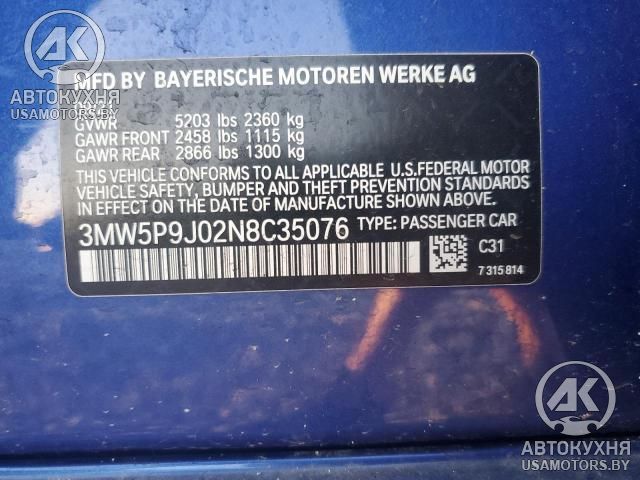 АК
АВТОКУХНЯ
USAMOTORS.BY
MFD BY BAYERISCHE MOTOREN WERKE AG
GVWR 5203 lbs 2360 kg
GAWR FRONT 2458 lbs 1115 kg
GAWR REAR 2866 lbs 1300 kg
THIS VEHICLE CONFORMS TO ALL APPLICABLE U.S.FEDERAL MOTOR
VEHICLE SAFETY, BUMPER AND THEFT PREVENTION STANDARDS
IN EFFECT ON THE DATE OF MANUFACTURE SHOWN ABOVE.
3MW5P9J02N8C35076 TYPE: PASSENGER CAR
C31
7 315 814
АК
АВТОКУХНЯ
USAMOTORS.BY